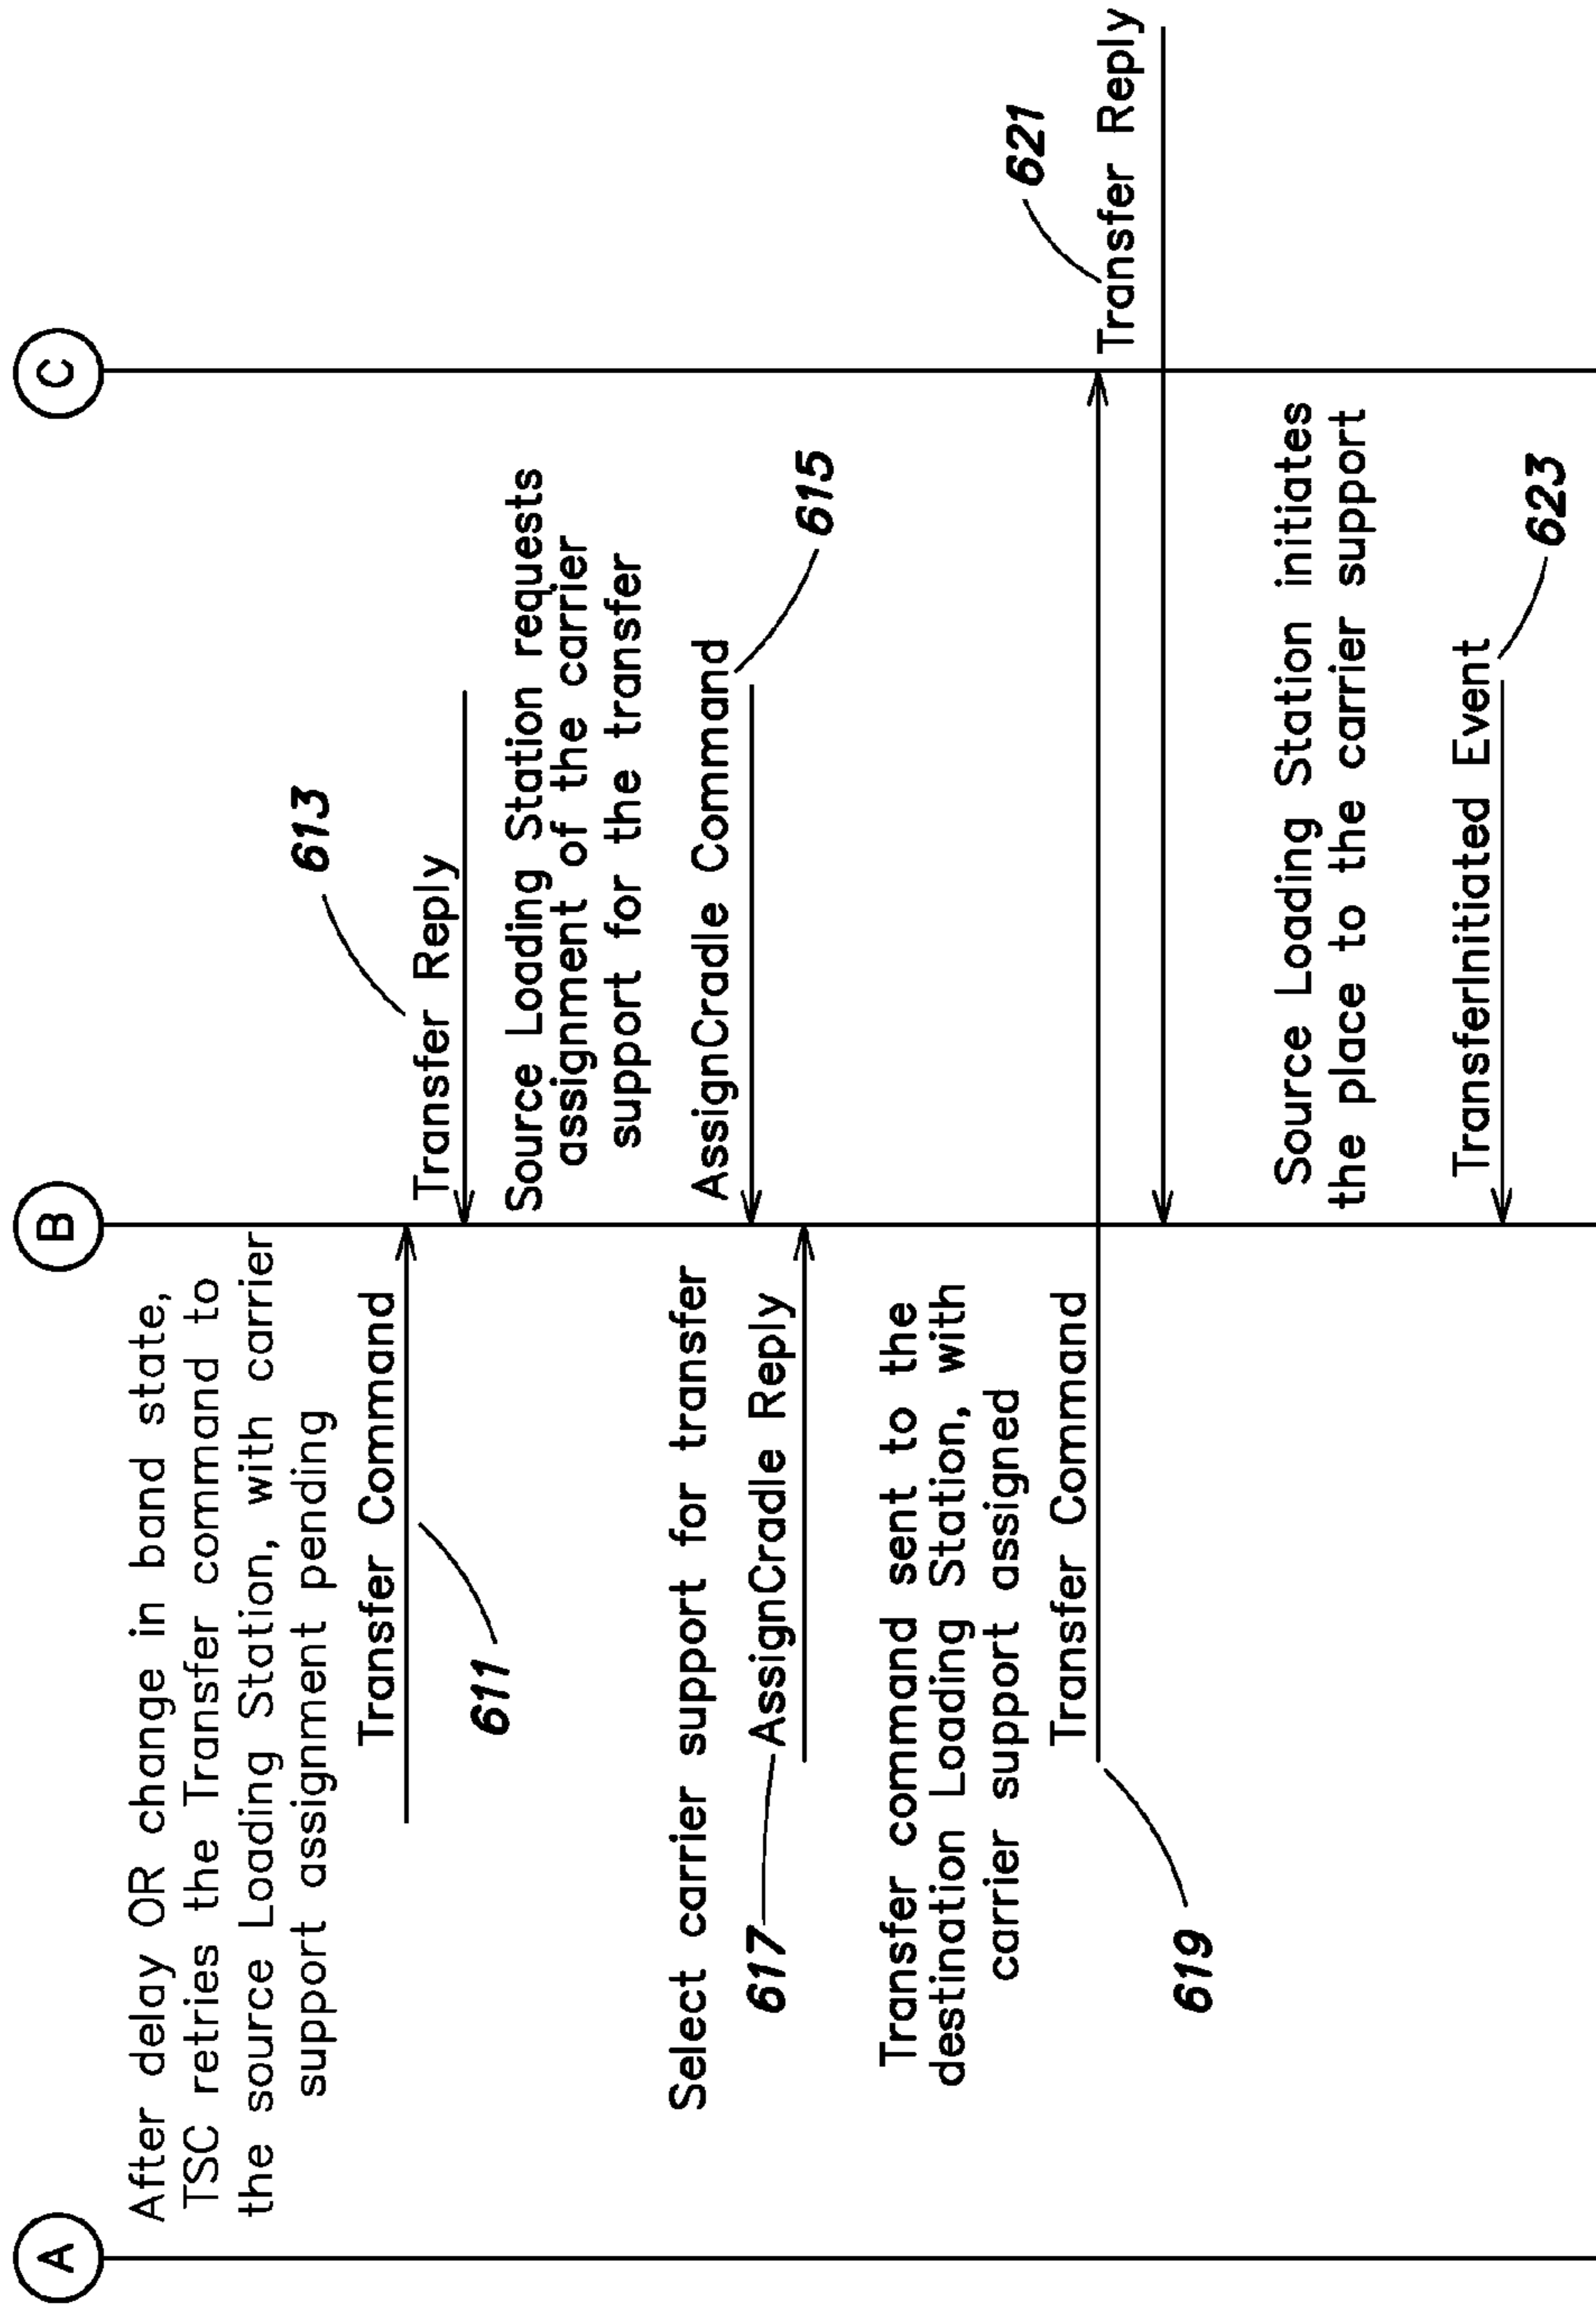 A
B
C
After delay OR change in band state,
TSC retries the Transfer command to
the source Loading Station, with carrier
support assignment pending
Transfer Command
611
613
Transfer Reply
Source Loading Station requests
assignment of the carrier
support for the transfer
AssignCradle Command
615
Select carrier support for transfer
617 AssignCradle Reply
Transfer command sent to the
destination Loading Station, with
carrier support assigned
Transfer Command
619
621
Transfer Reply
Source Loading Station initiates
the place to the carrier support
TransferInitiated Event
623